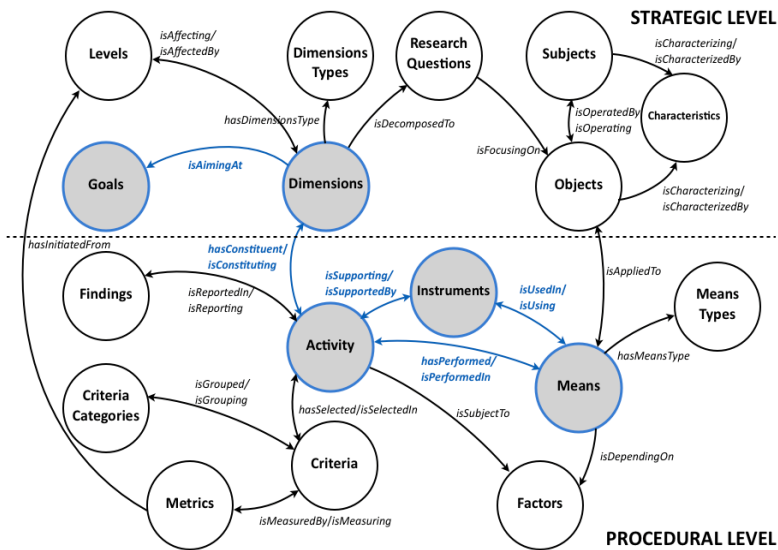 STRATEGIC LEVEL
Levels
isAffecting/
isAffectedBy
Dimensions
Types
Research
Questions
Subjects
isCharacterizing/
isCharacterizedBy
hasDimensionsType
isDecomposedTo
isOperatedBy
isOperating
Characteristics
isFocusingOn
Goals
isAimingAt
Dimensions
Objects
isCharacterizing/
isCharacterizedBy
hasInitiatedFrom
hasConstituent/
isConstituting
isSupporting/
isSupportedBy
Instruments
isUsedIn/
isUsing
isAppliedTo
Findings
isReportedIn/
isReporting
Means
Types
Activity
hasPerformed/
isPerformedIn
hasMeansType
Means
Criteria
Categories
isGrouped/
isGrouping
hasSelected/isSelectedIn
isSubjectTo
Criteria
isDependingOn
Metrics
isMeasuredBy/isMeasuring
Factors
PROCEDURAL LEVEL